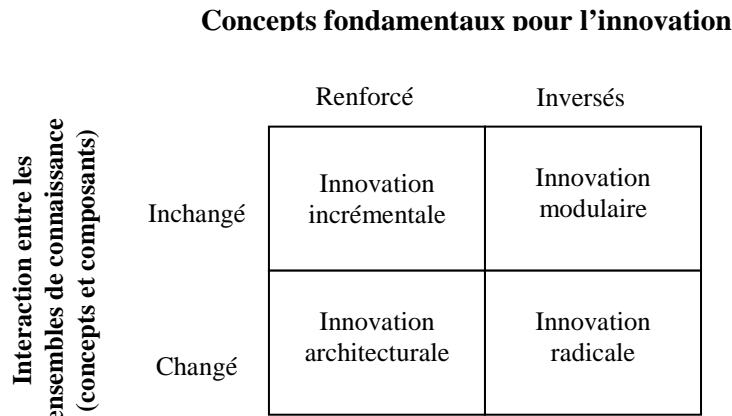 Concepts fondamentaux pour l’innovation
Renforcé
Inversés
Interaction entre les
ensembles de connaissance
(concepts et composants)
Inchangé
Innovation
incrémentale
Innovation
modulaire
Changé
Innovation
architecturale
Innovation
radicale